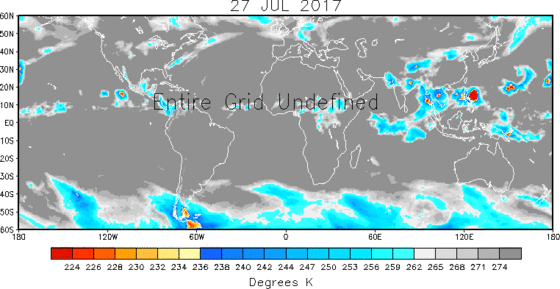 27 JUL 2017
60N
50N
40N
30N
20N
10N
EQ
10S
20S
30S
40S
50S
60S
Entire Grid Undefined
180 120W 60W 0 60E 120E 180
224 226 228 230 232 234 236 238 240 242 244 247 250 253 256 259 262 265 268 271 274
Degrees K